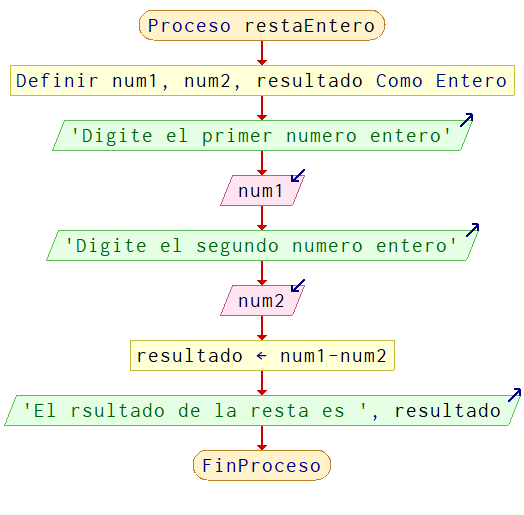 Proceso restaEntero
Definir num1, num2, resultado Como Entero
'Digite el primer numero entero'
num1
'Digite el segundo numero entero'
num2
resultado ← num1-num2
'El rsultado de la resta es ', resultado
FinProceso